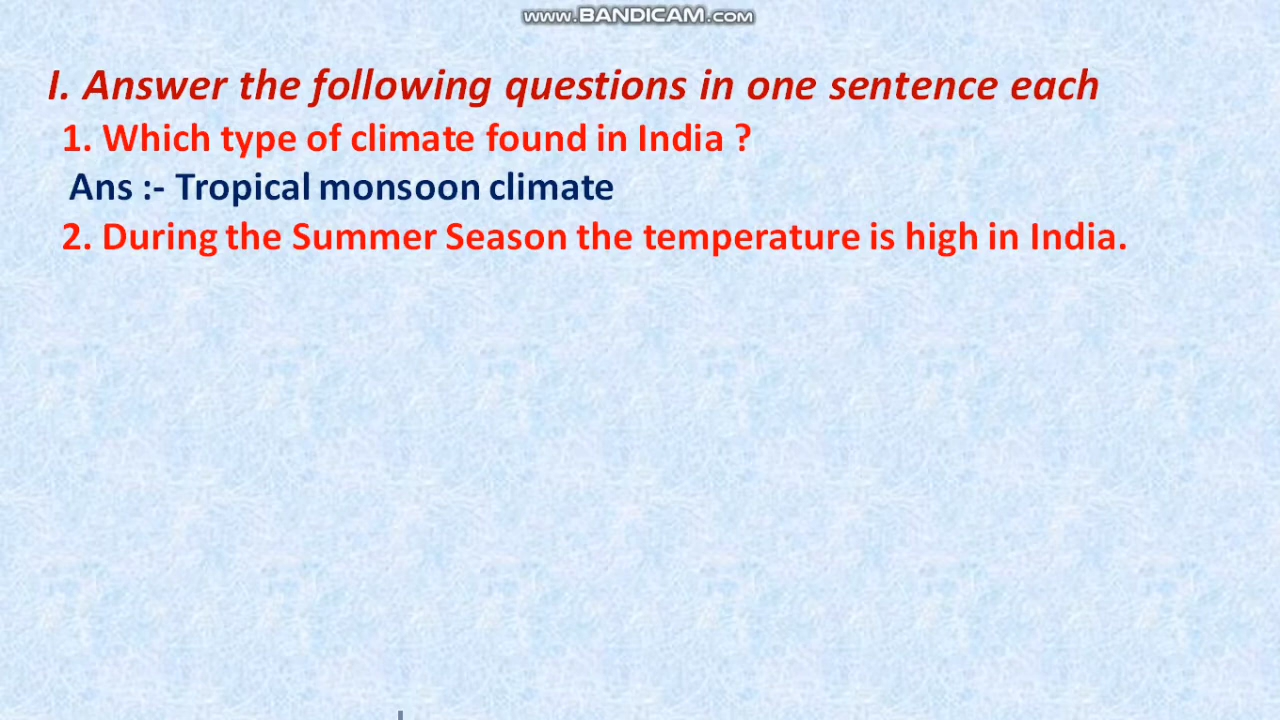 www.BANDICAM.com
I. Answer the following questions in one sentence each
1. Which type of climate found in India ?
Ans :- Tropical monsoon climate
2. During the Summer Season the temperature is high in India.